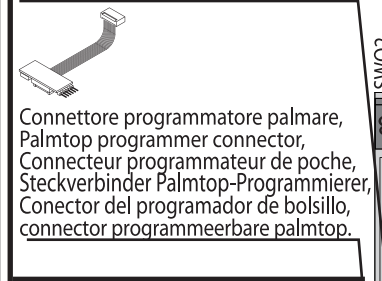 Connettore programmatore palmare,
Palmtop programmer connector,
Connecteur programmateur de poche,
Steckverbinder Palmtop-Programmierer,
Conector del programador de bolsillo,
connector programmeerbare palmtop.